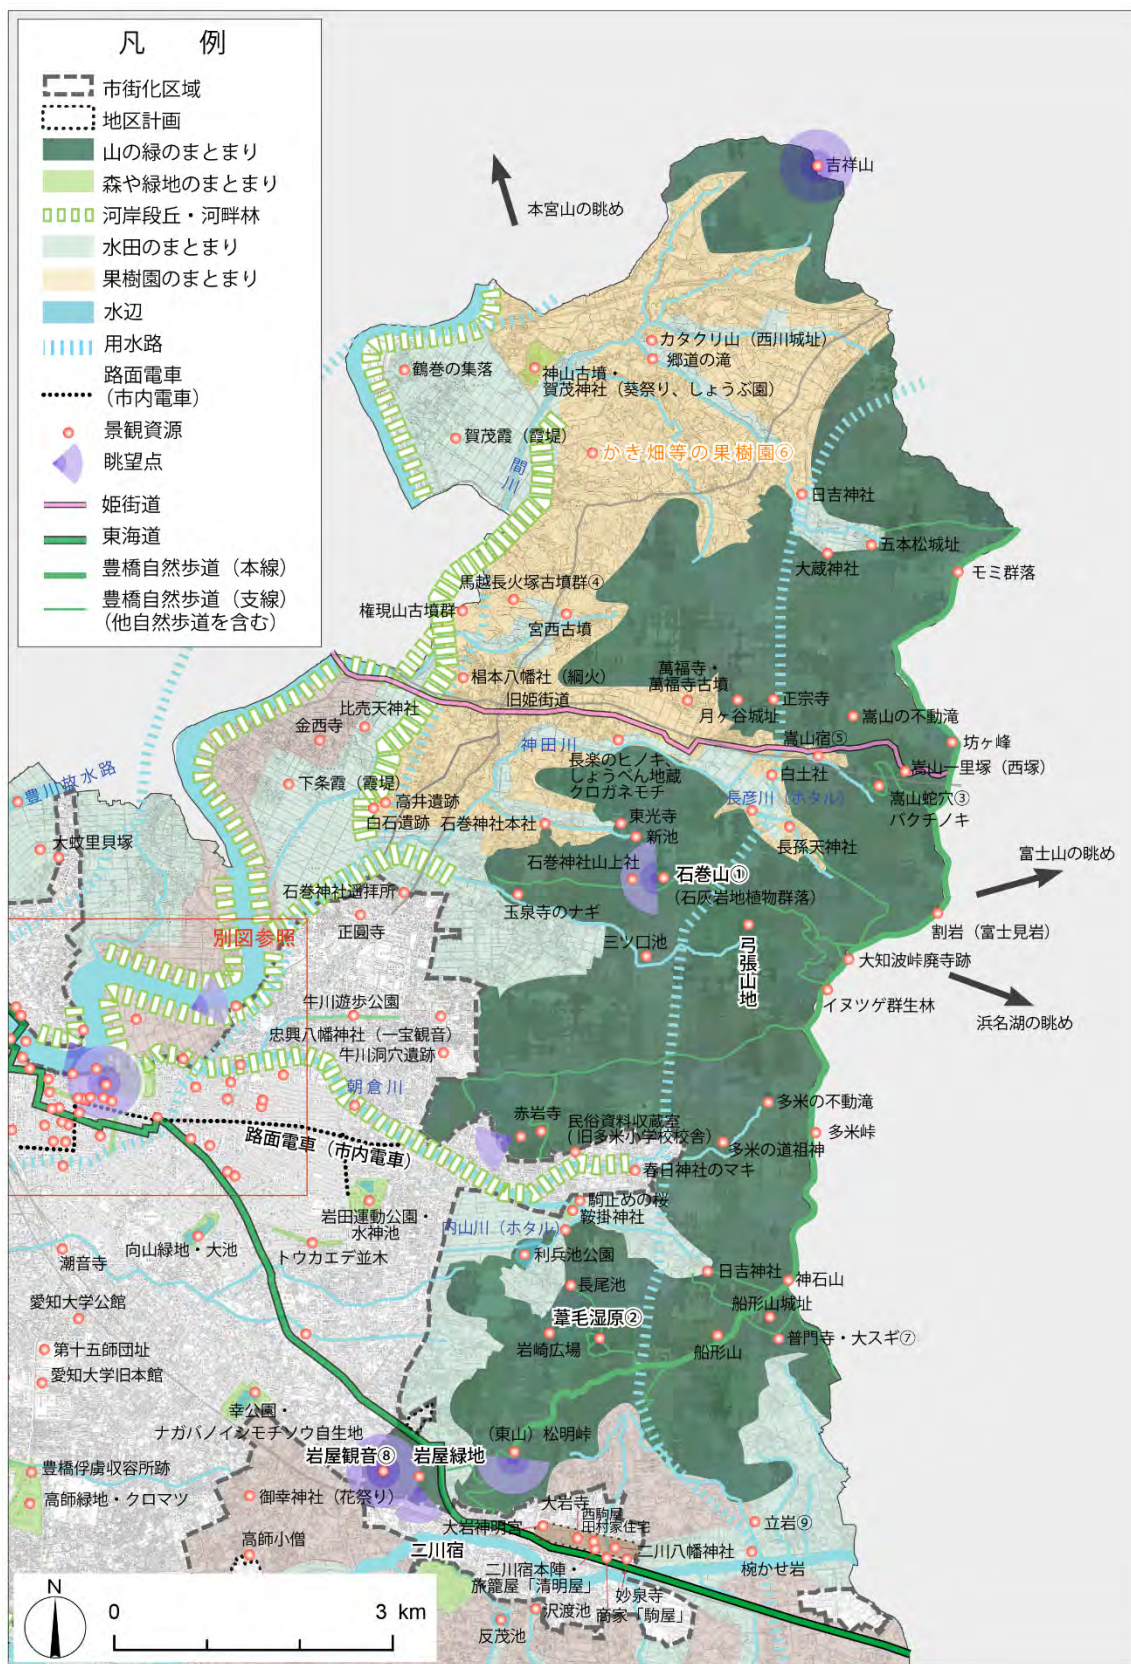 凡 例
市街化区域
地区計画
山の緑のまとまり
森や緑地のまとまり
河岸段丘・河畔林
水田のまとまり
果樹園のまとまり
水辺
用水路
路面電車
(市内電車)
景観資源
眺望点
姫街道
東海道
豊橋自然歩道(本線)
豊橋自然歩道(支線)
(他自然歩道を含む)
吉祥山
本宮山の眺め
カタクリ山(西川城址)
郷道の滝
鶴巻の集落
神山古墳・
賀茂神社(葵祭り、しょうぶ園)
賀茂霞(霞堤)
間川
かき畑等の果樹園⑥
日吉神社
五本松城址
大蔵神社
モミ群落
馬越長火塚古墳群④
権現山古墳群
宮西古墳
椙本八幡社(綱火)
旧姫街道
萬福寺・
萬福寺古墳
月ヶ谷城址
正宗寺
嵩山の不動滝
比売天神社
金西寺
神田川
嵩山宿⑤
坊ヶ峰
長楽のヒノキ、
しょうべん地蔵
クロガネモチ
白土社
嵩山一里塚(西塚)
豊川放水路
下条霞(霞堤)
高井遺跡
白石遺跡
石巻神社本社
東光寺
新池
長彦川(ホタル)
嵩山蛇穴③
バクチノキ
長孫天神社
大蚊里貝塚
石巻神社山上社
石巻山①
(石灰岩地植物群落)
富士山の眺め
石巻神社遥拝所
玉泉寺のナギ
正圓寺
割岩(富士見岩)
別図参照
三ツ口池
弓張山地
大知波峠廃寺跡
イヌツゲ群生林
浜名湖の眺め
牛川遊歩公園
忠興八幡神社(一宝観音)
牛川洞穴遺跡
朝倉川
赤岩寺
民俗資料収蔵室
(旧多米小学校校舎)
多米の不動滝
多米峠
多米の道祖神
路面電車(市内電車)
春日神社のマキ
駒止めの桜
鞍掛神社
岩田運動公園・
水神池
内山川(ホタル)
向山緑地・大池
トウカエデ並木
利兵池公園
潮音寺
長尾池
日吉神社
神石山
船形山城址
愛知大学公館
葦毛湿原②
第十五師団址
岩崎広場
船形山
普門寺・大スギ⑦
愛知大学旧本館
幸公園・
ナガバノイシモチソウ自生地
(東山)松明峠
岩屋観音⑧
岩屋緑地
豊橋俘虜収容所跡
高師緑地・クロマツ
御幸神社(花祭り)
大岩寺
西駒屋
田村家住宅
大岩神明宮
立岩⑨
高師小僧
二川宿
二川八幡神社
椀かせ岩
二川宿本陣・
旅籠屋「清明屋」
妙泉寺
商家「駒屋」
沢渡池
反茂池
N
0 3 km